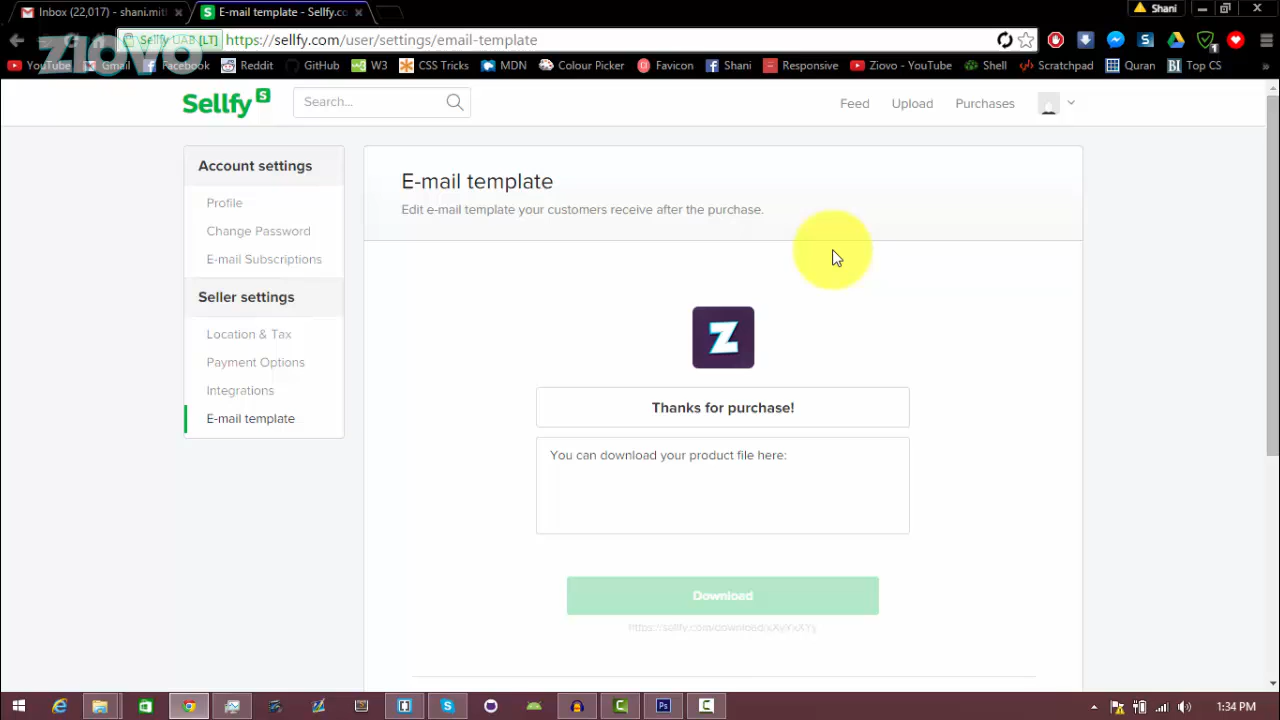 Inbox (22,017) - shani.mit
E-mail template - Sellfy.co
Shani
Sellfy UAB [LT]
https://sellfy.com/user/settings/email-template
ZIOVO
YouTube
Gmail
Facebook
Reddit
GitHub
W3
CSS Tricks
MDN
Colour Picker
Favicon
Shani
Responsive
Ziovo - YouTube
Shell
Scratchpad
Quran
BI
Top CS
»
Sellfy S
Search...
Feed
Upload
Purchases
Account settings
Profile
Change Password
E-mail Subscriptions
Seller settings
Location & Tax
Payment Options
Integrations
E-mail template
E-mail template
Edit e-mail template your customers receive after the purchase.
Z
Thanks for purchase!
You can download your product file here:
Download
1:34 PM